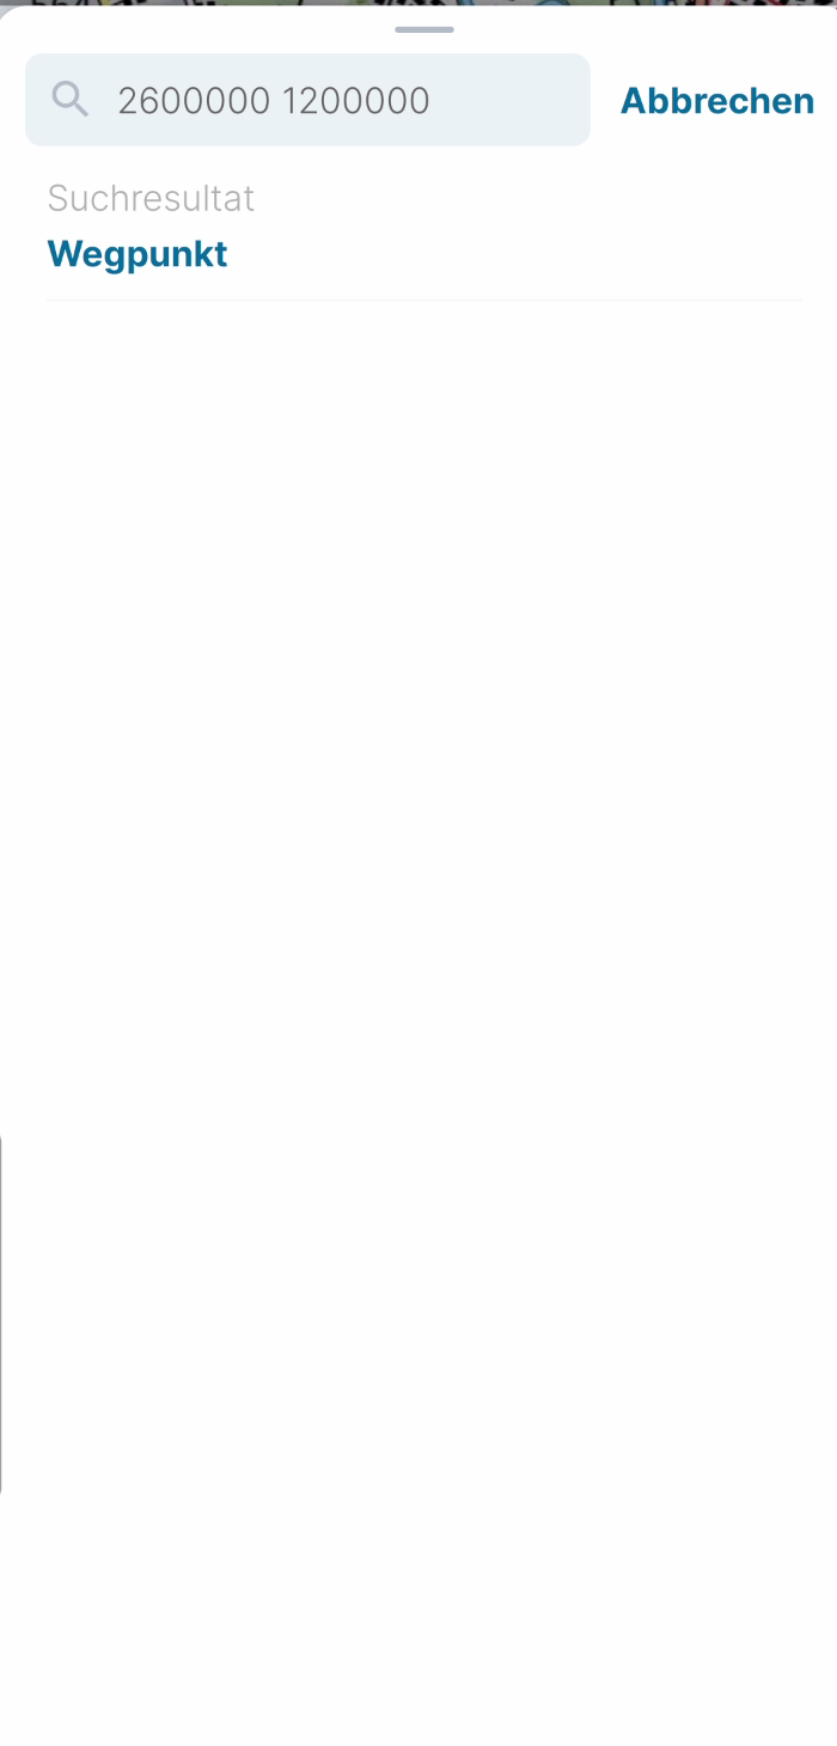 2600000 1200000
Abbrechen
Suchresultat
Wegpunkt